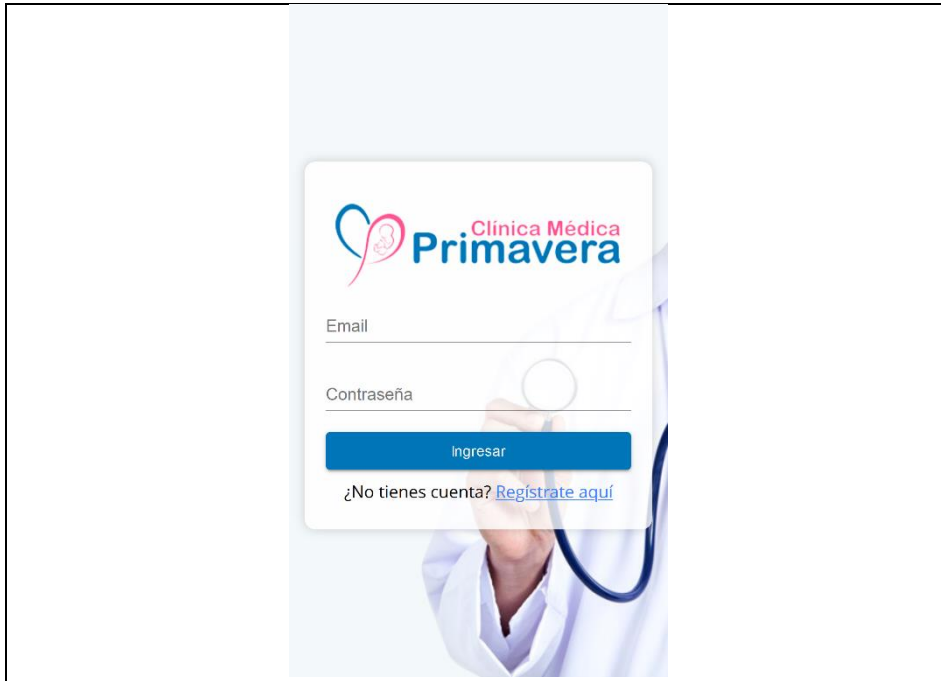 Clínica Médica
Primavera
Email
Contraseña
Ingresar
¿No tienes cuenta? Regístrate aquí